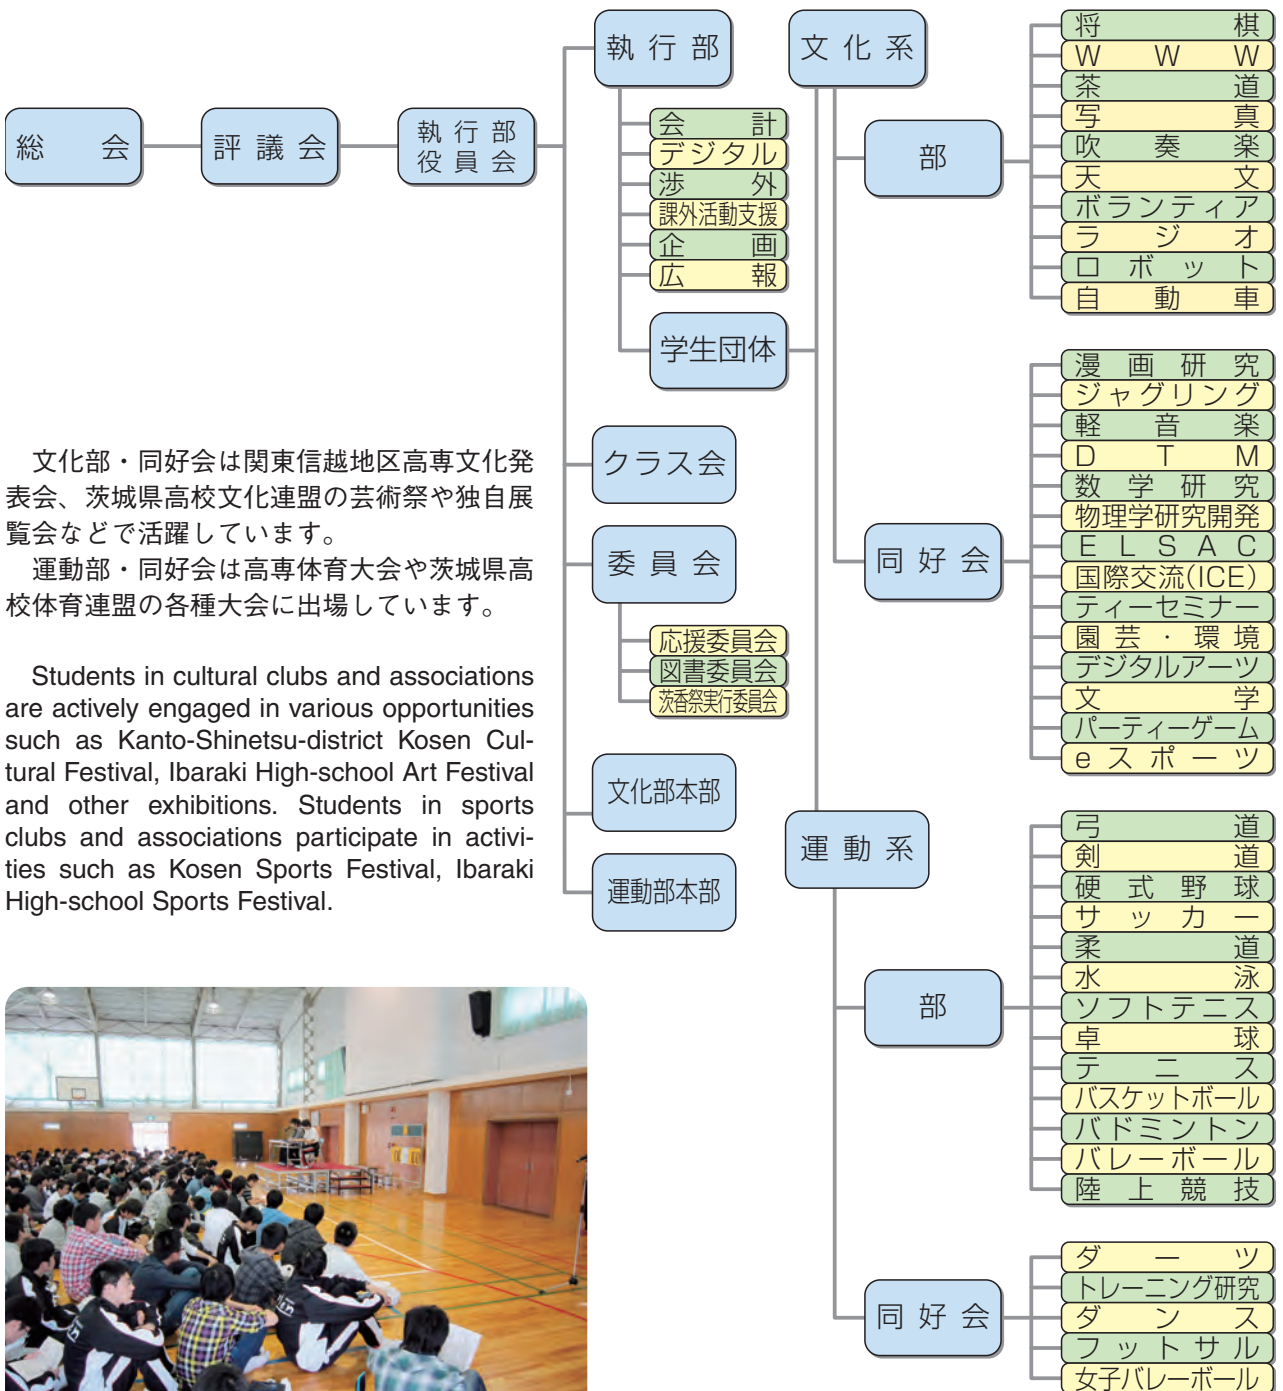 総会
評議会
執行部
役員会
執行部
会計
デジタル
渉外
課外活動支援
企画
広報
学生団体
クラス会
委員会
応援委員会
図書委員会
茨香祭実行委員会
文化部本部
運動部本部
文化系
部
将棋
WWW
茶道
写真
吹奏楽
天文
ボランティア
ラジオ
ロボット
自動車
同好会
漫画研究
ジャグリング
軽音楽
DTM
数学研究
物理学研究開発
ELSAC
国際交流(ICE)
ティーセミナー
園芸・環境
デジタルアーツ
文学
パーティーゲーム
eスポーツ
運動系
部
弓道
剣道
硬式野球
サッカー
柔道
水泳
ソフトテニス
卓球
テニス
バスケットボール
バドミントン
バレーボール
陸上競技
同好会
ダーツ
トレーニング研究
ダンス
フットサル
女子バレーボール
文化部・同好会は関東信越地区高専文化発
表会、茨城県高校文化連盟の芸術祭や独自展
覧会などで活躍しています。
運動部・同好会は高専体育大会や茨城県高
校体育連盟の各種大会に出場しています。
Students in cultural clubs and associations
are actively engaged in various opportunities
such as Kanto-Shinetsu-district Kosen Cul-
tural Festival, Ibaraki High-school Art Festival
and other exhibitions. Students in sports
clubs and associations participate in activi-
ties such as Kosen Sports Festival, Ibaraki
High-school Sports Festival.